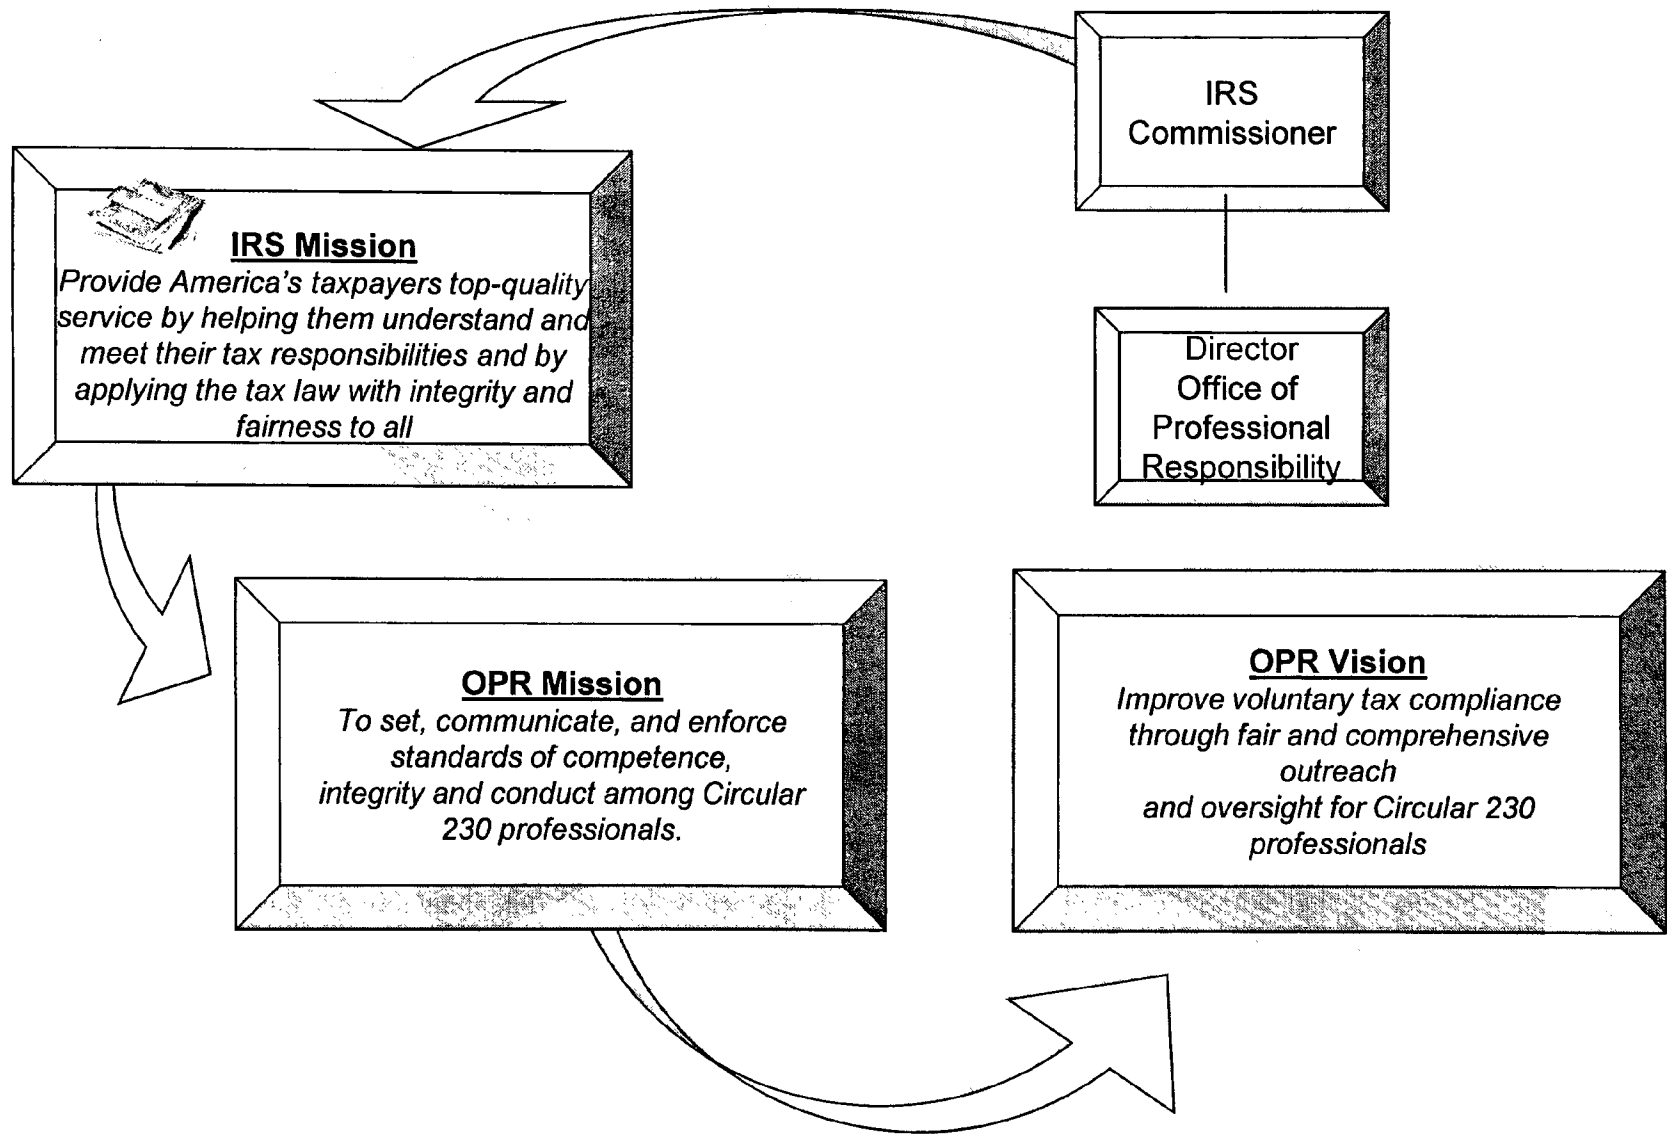 IRS
Commissioner
IRS Mission
Provide America's taxpayers top-quality
service by helping them understand and
meet their tax responsibilities and by
applying the tax law with integrity and
fairness to all
Director
Office of
Professional
Responsibility
OPR Mission
To set, communicate, and enforce
standards of competence,
integrity and conduct among Circular
230 professionals.
OPR Vision
Improve voluntary tax compliance
through fair and comprehensive
outreach
and oversight for Circular 230
professionals